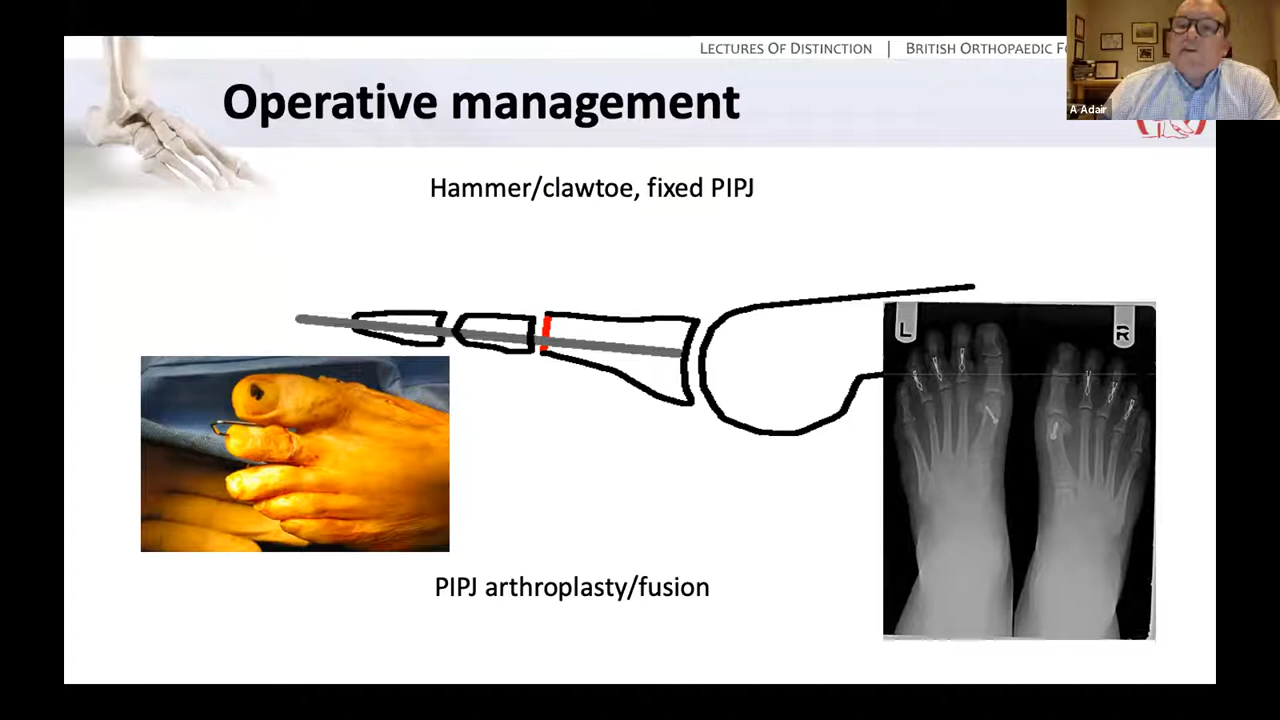 LECTURES OF DISTINCTION | BRITISH ORTHOPAEDIC
Operative management
A Adair
Hammer/clawtoe, fixed PIPJ
L
R
PIPJ arthroplasty/fusion